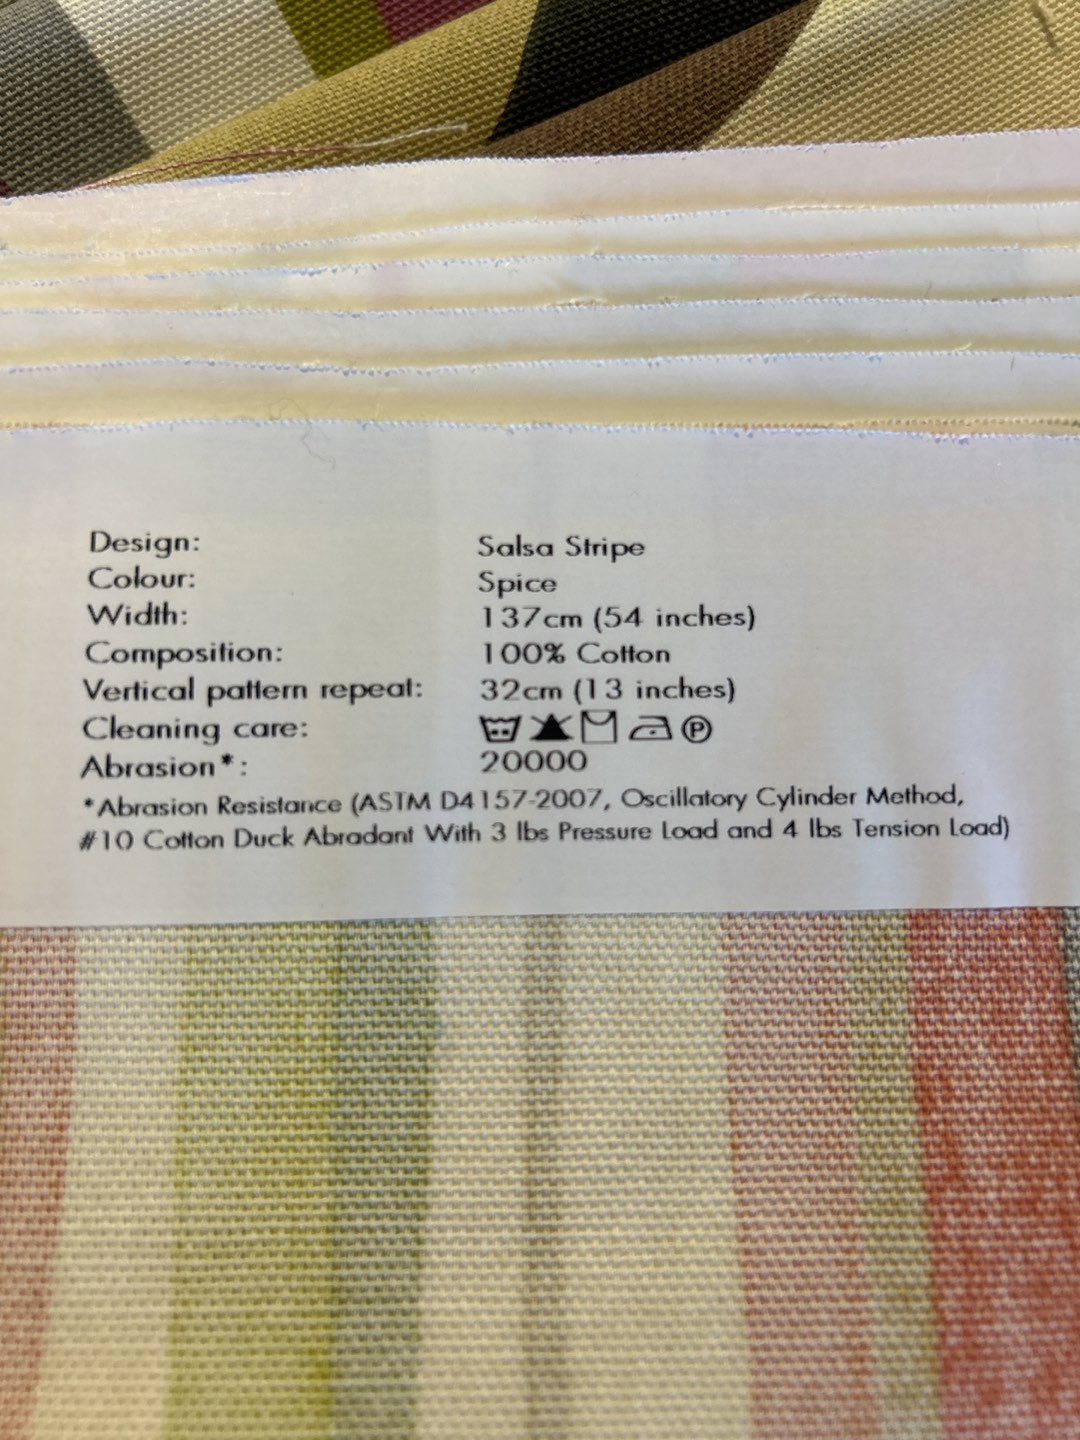 Design: Salsa Stripe
Colour: Spice
Width: 137cm (54 inches)
Composition: 100% Cotton
Vertical pattern repeat: 32cm (13 inches)
Cleaning care: Ⓟ
Abrasion*: 20000
*Abrasion Resistance (ASTM D4157-2007, Oscillatory Cylinder Method,
#10 Cotton Duck Abradant With 3 lbs Pressure Load and 4 lbs Tension Load)